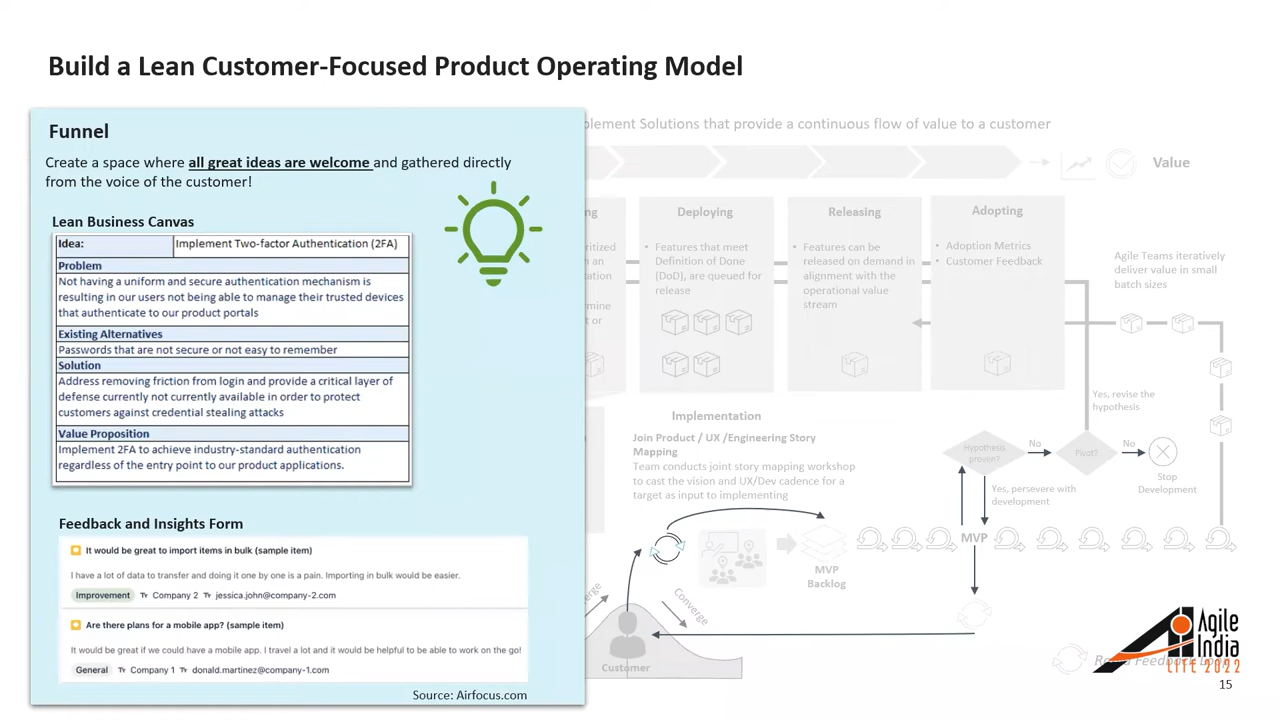 Build a Lean Customer-Focused Product Operating Model
Funnel
Create a space where all great ideas are welcome and gathered directly
from the voice of the customer!
Lean Business Canvas
Idea: Implement Two-factor Authentication (2FA)
Problem
Not having a uniform and secure authentication mechanism is
resulting in our users not being able to manage their trusted devices
that authenticate to our product portals
Existing Alternatives
Passwords that are not secure or not easy to remember
Solution
Address removing friction from login and provide a critical layer of
defense currently not currently available in order to protect
customers against credential stealing attacks
Value Proposition
Implement 2FA to achieve industry-standard authentication
regardless of the entry point to our product applications.
Feedback and Insights Form
It would be great to import items in bulk (sample item)
I have a lot of data to transfer and doing it one by one is a pain. Importing in bulk would be easier.
Improvement Tт Company 2 Tт jessica.john@company-2.com
Are there plans for a mobile app? (sample item)
It would be great if we could have a mobile app. I travel a lot and it would be helpful to be able to work on the go!
General Tт Company 1 Tт donald.martinez@company-1.com
Source: Airfocus.com
plement Solutions that provide a continuous flow of value to a customer
Value
Deploying
Features that meet
Definition of Done
(DoD), are queued for
release
Releasing
Features can be
released on demand in
alignment with the
operational value
stream
Adopting
Adoption Metrics
Customer Feedback
Agile Teams iteratively
deliver value in small
batch sizes
Yes, revise the
hypothesis
Implementation
Join Product / UX /Engineering Story
Mapping
Team conducts joint story mapping workshop
to cast the vision and UX/Dev cadence for a
target as input to implementing
Hypothesis
proven?
No
Pivot?
No
Stop
Development
Yes, persevere with
development
MVP
MVP
Backlog
Converge
Customer
Agile
India
LITE 2022
15